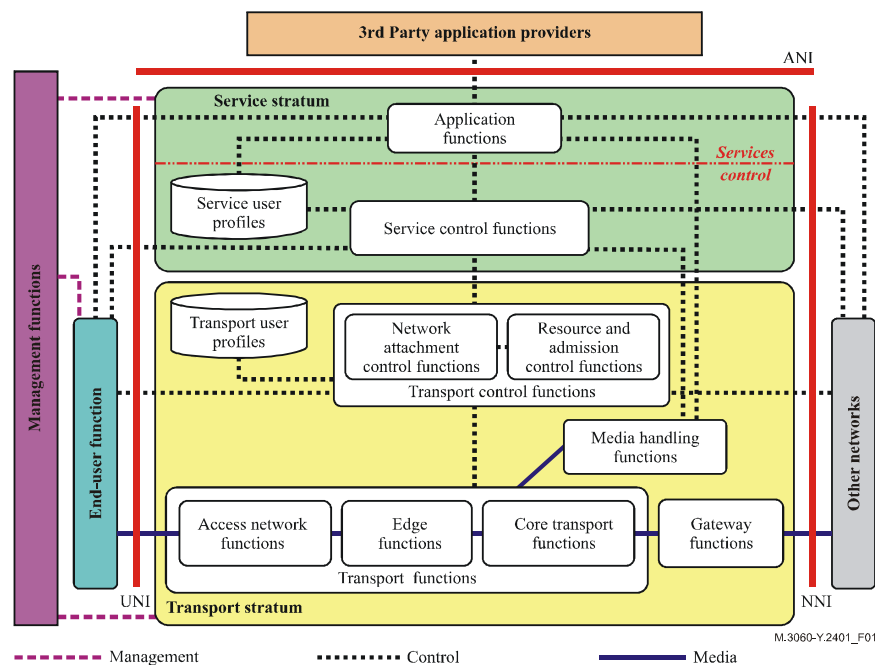 3rd Party application providers
ANI
Service stratum
Application
functions
Services
control
Service user
profiles
Service control functions
Management functions
Transport user
profiles
Network
attachment
control functions
Resource and
admission
control functions
Transport control functions
End-user function
Other networks
Media handling
functions
Access network
functions
Edge
functions
Core transport
functions
Gateway
functions
Transport functions
UNI
Transport stratum
NNI
M.3060-Y.2401_F01
Management
Control
Media